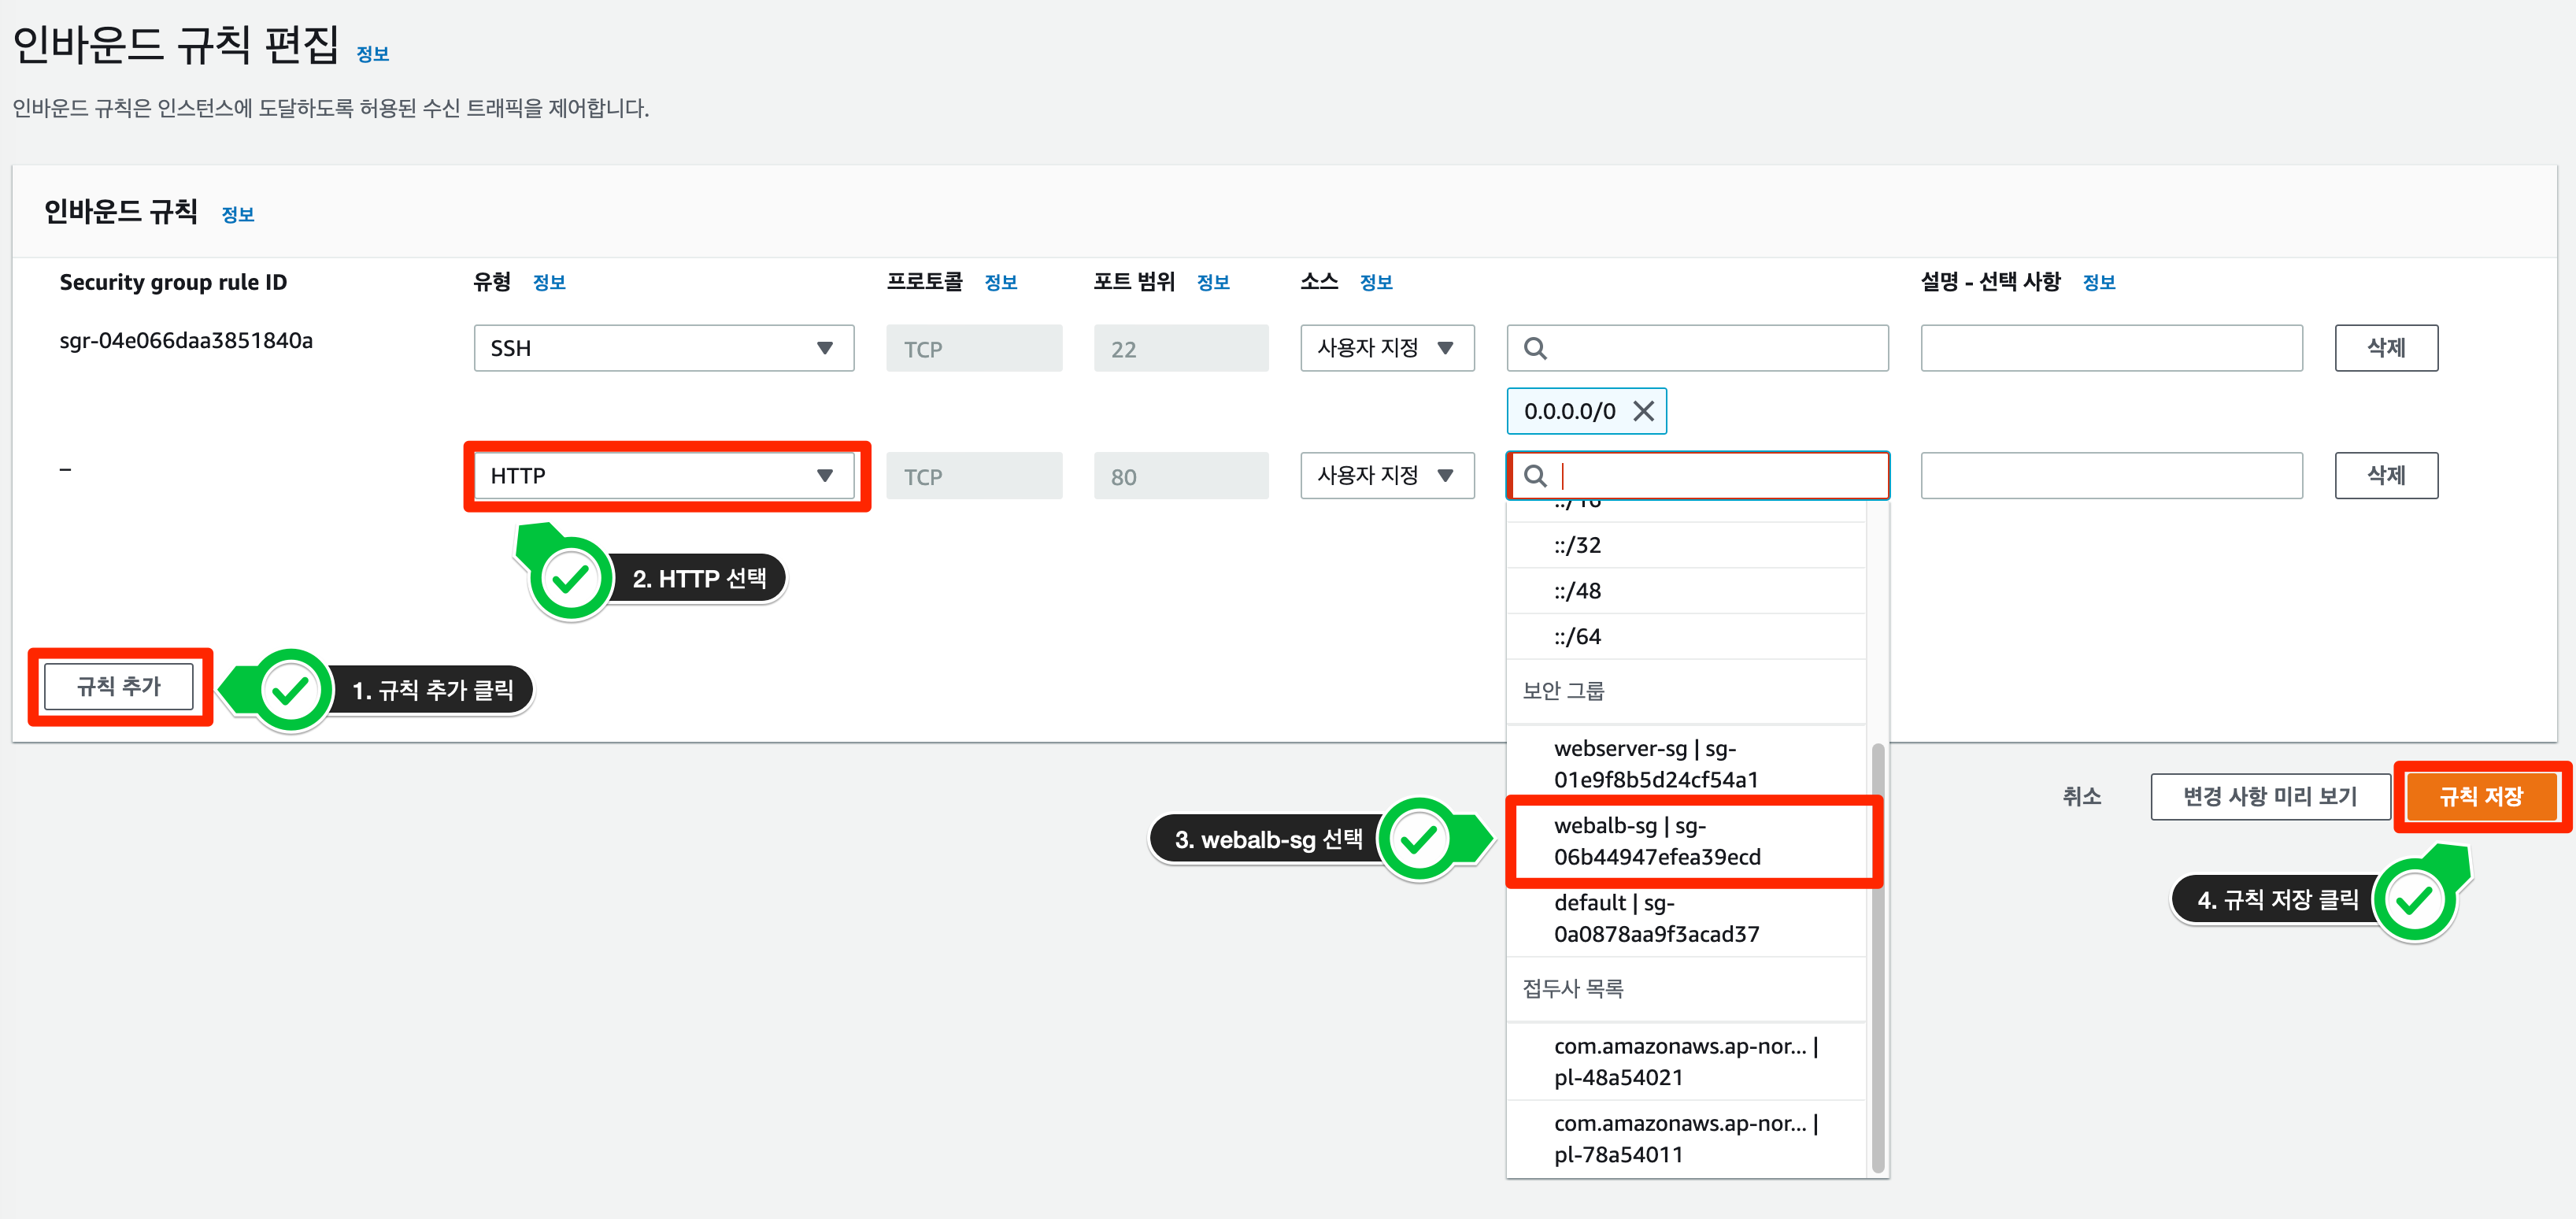 인바운드 규칙 편집 정보
인바운드 규칙은 인스턴스에 도달하도록 허용된 수신 트래픽을 제어합니다.
인바운드 규칙 정보
Security group rule ID 유형 정보 프로토콜 정보 포트 범위 정보 소스 정보 설명 - 선택 사항 정보
sgr-04e066daa3851840a SSH TCP 22 사용자 지정 삭제
0.0.0.0/0
– HTTP TCP 80 사용자 지정 삭제
::/32
2. HTTP 선택
::/48
::/64
규칙 추가 1. 규칙 추가 클릭
보안 그룹
webserver-sg | sg-
01e9f8b5d24cf54a1
취소 변경 사항 미리 보기 규칙 저장
3. webalb-sg 선택
webalb-sg | sg-
06b44947efea39ecd
4. 규칙 저장 클릭
default | sg-
0a0878aa9f3acad37
접두사 목록
com.amazonaws.ap-nor... |
pl-48a54021
com.amazonaws.ap-nor... |
pl-78a54011